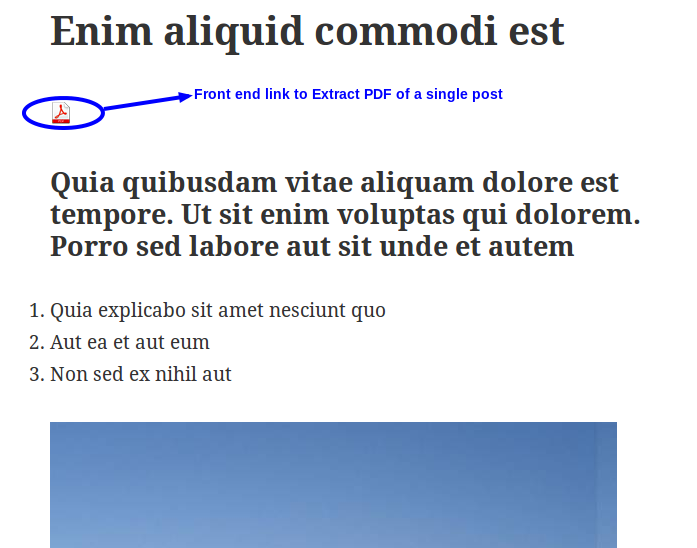 Enim aliquid commodi est
Front end link to Extract PDF of a single post
Quia quibusdam vitae aliquam dolore est
tempore. Ut sit enim voluptas qui dolorem.
Porro sed labore aut sit unde et autem
1. Quia explicabo sit amet nesciunt quo
2. Aut ea et aut eum
3. Non sed ex nihil aut